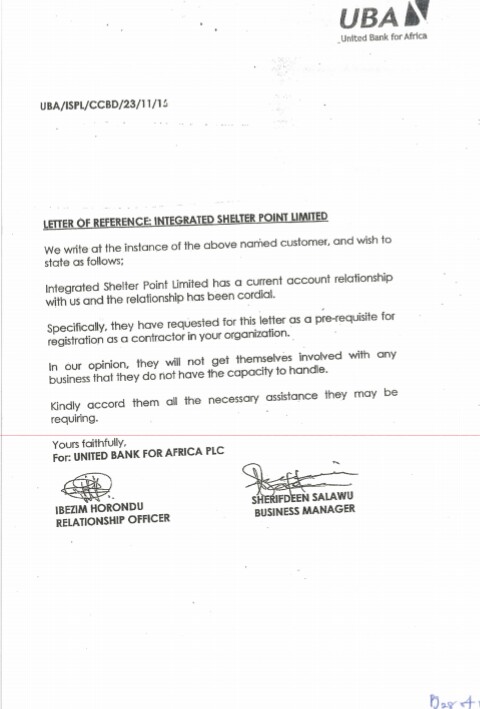 UBA
United Bank for Africa
UBA/ISPL/CCBD/23/11/15
LETTER OF REFERENCE: INTEGRATED SHELTER POINT LIMITED
We write at the instance of the above named customer, and wish to
state as follows;
Integrated Shelter Point Limited has a current account relationship
with us and the relationship has been cordial.
Specifically, they have requested for this letter as a pre-requisite for
registration as a contractor in your organization.
In our opinion, they will not get themselves involved with any
business that they do not have the capacity to handle.
Kindly accord them all the necessary assistance they may be
requiring.
Yours faithfully,
For: UNITED BANK FOR AFRICA PLC
IBEZIM HORONDU
RELATIONSHIP OFFICER
SHERIFDEEN SALAWU
BUSINESS MANAGER